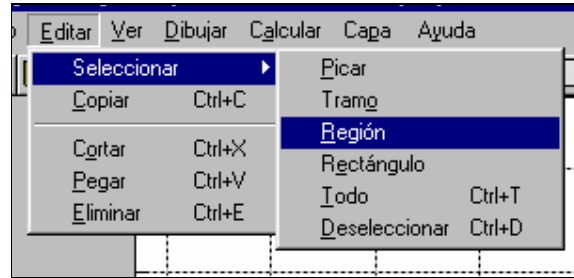 Editar Ver Dibujar Calcular Capa Ayuda
Seleccionar
Copiar Ctrl+C
Cortar Ctrl+X
Pegar Ctrl+V
Eliminar Ctrl+E
Picar
Tramo
Región
Rectángulo
Todo Ctrl+T
Deseleccionar Ctrl+D